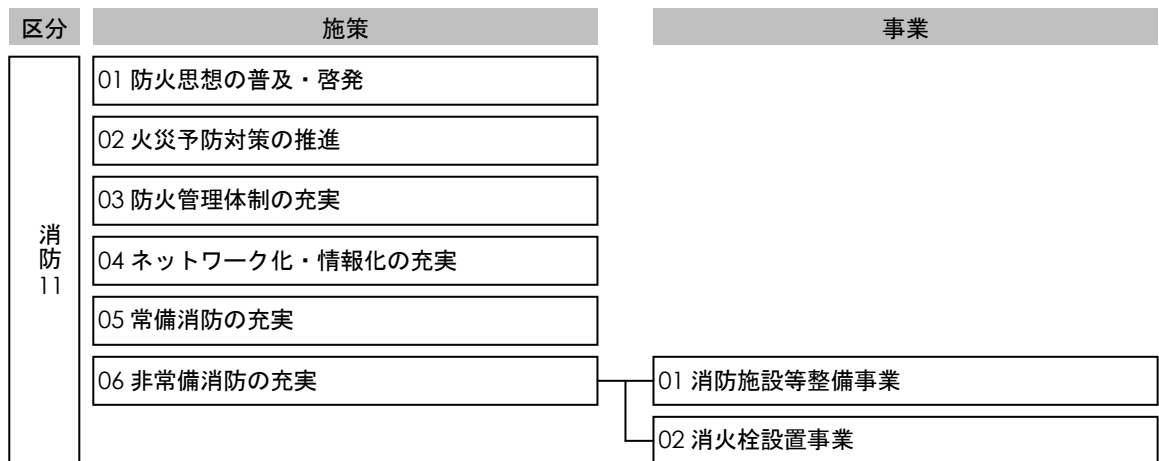 区分 施策 事業
01 防火思想の普及・啓発
02 火災予防対策の推進
03 防火管理体制の充実
消防11
04 ネットワーク化・情報化の充実
05 常備消防の充実
06 非常備消防の充実 01 消防施設等整備事業
02 消火栓設置事業